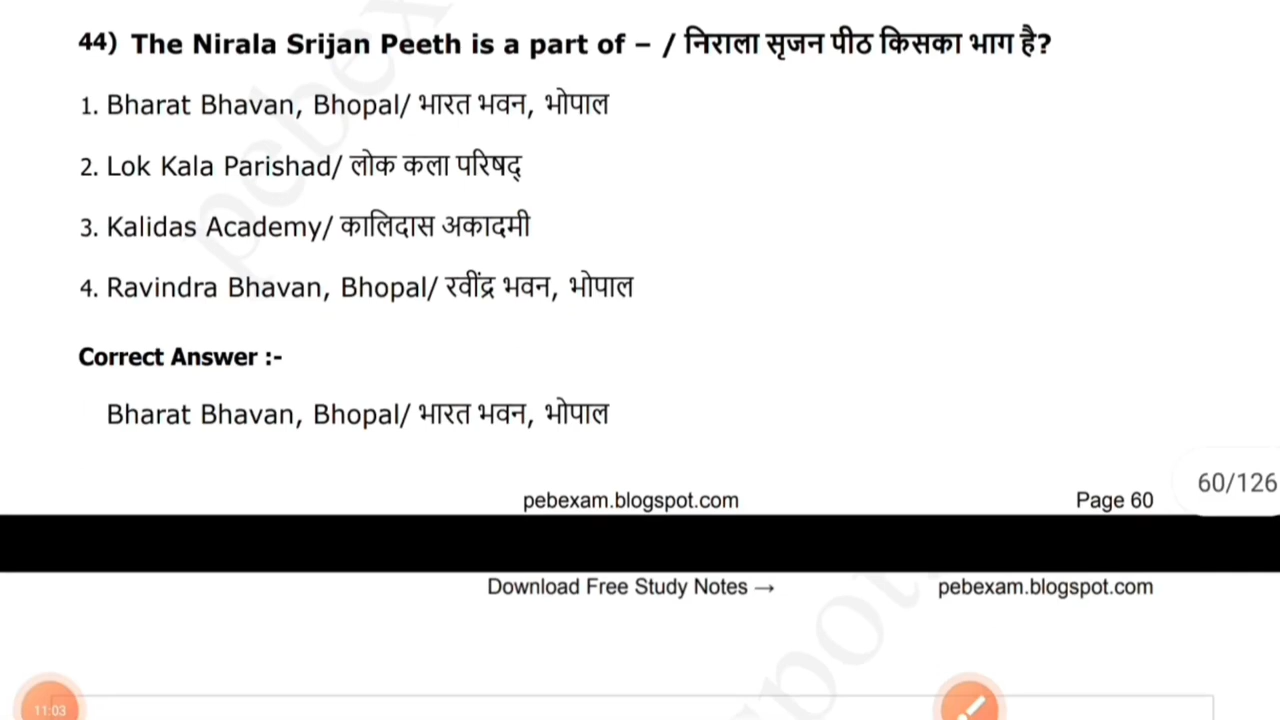 44) The Nirala Srijan Peeth is a part of – / निराला सृजन पीठ किसका भाग है?
1. Bharat Bhavan, Bhopal/ भारत भवन, भोपाल
2. Lok Kala Parishad/ लोक कला परिषद्
3. Kalidas Academy/ कालिदास अकादमी
4. Ravindra Bhavan, Bhopal/ रवींद्र भवन, भोपाल
Correct Answer :-
Bharat Bhavan, Bhopal/ भारत भवन, भोपाल
60/126
pebexam.blogspot.com Page 60
Download Free Study Notes → pebexam.blogspot.com
11:03